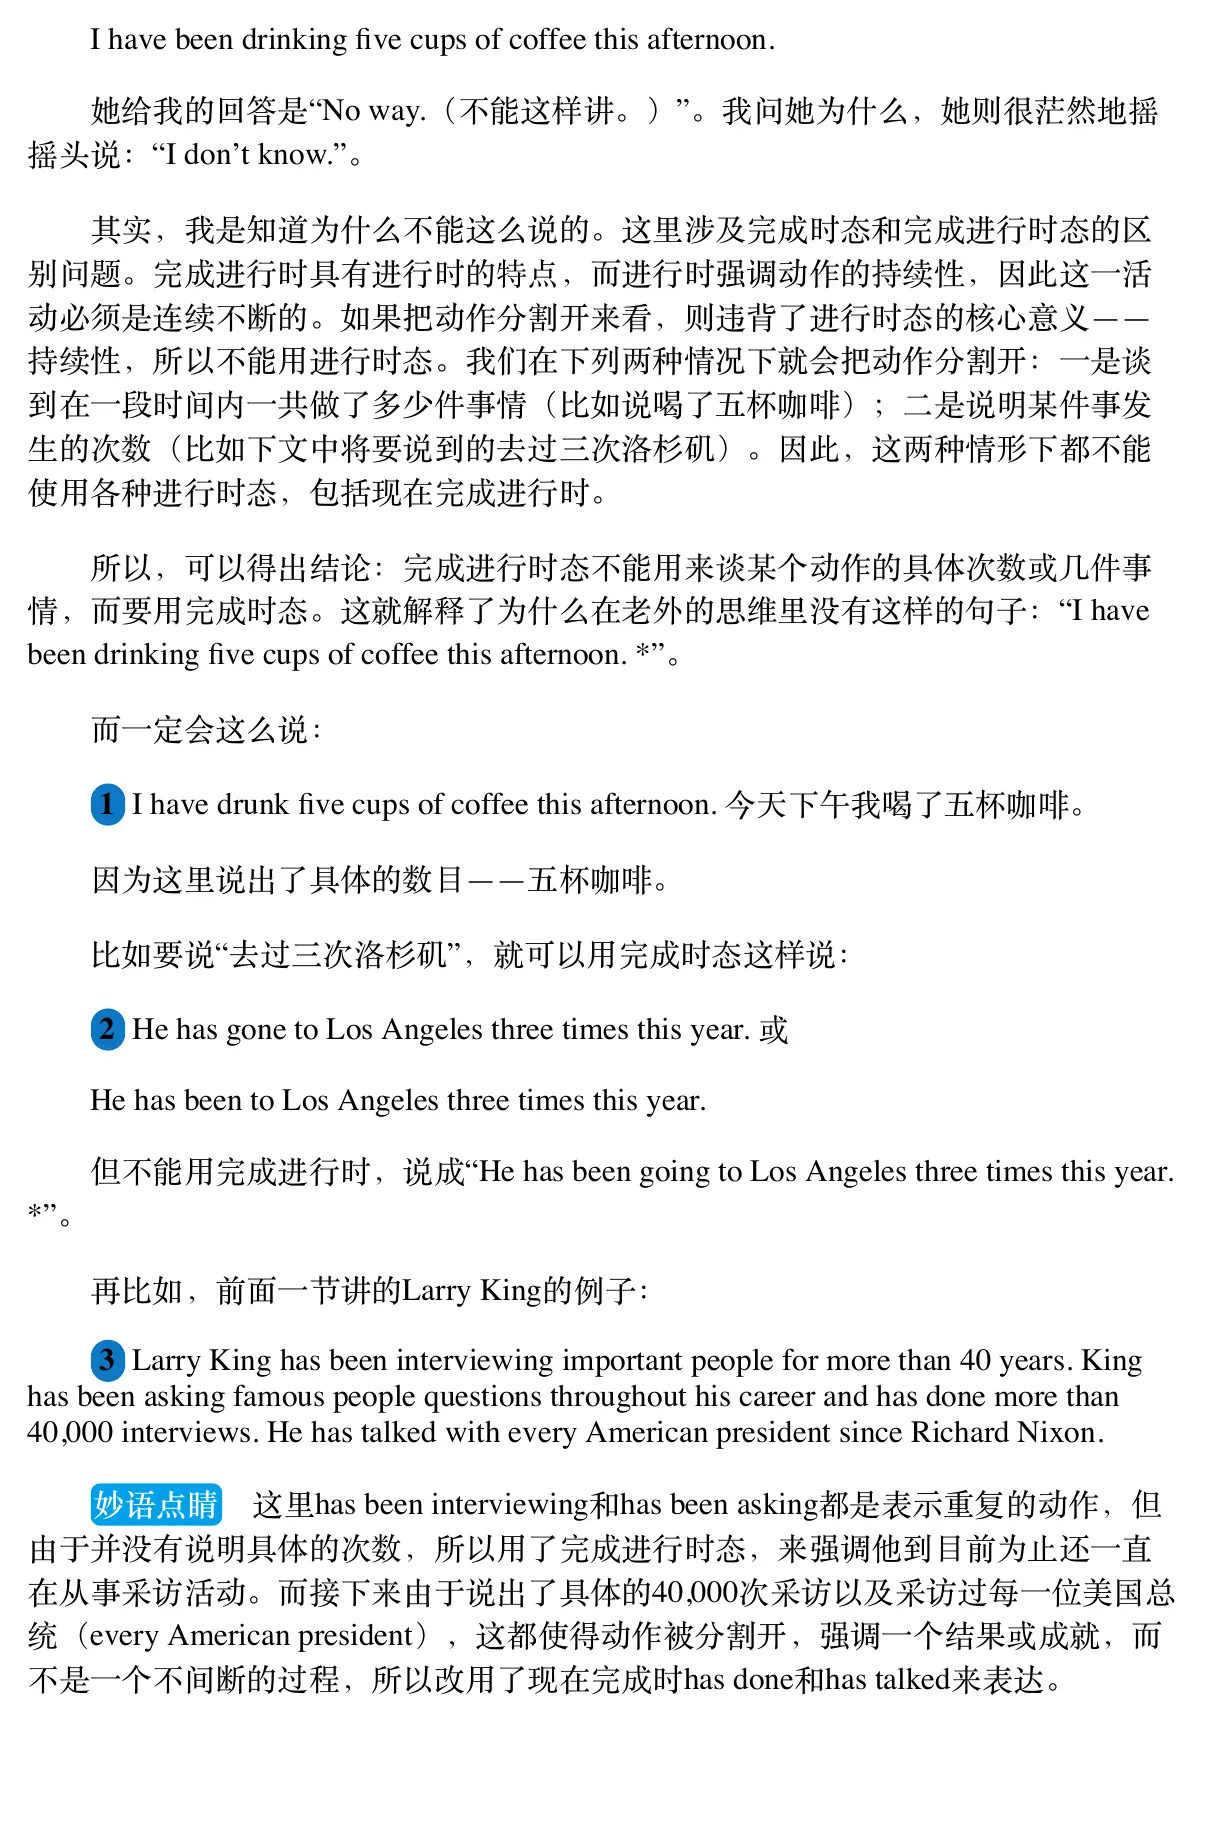 I have been drinking five cups of coffee this afternoon.
她给我的回答是“No way.（不能这样讲。）”。我问她为什么，她则很茫然地摇
摇头说：“I don’t know.”。
其实，我是知道为什么不能这么说的。这里涉及完成时态和完成进行时态的区
别问题。完成进行时具有进行时的特点，而进行时强调动作的持续性，因此这一活
动必须是连续不断的。如果把动作分割开来看，则违背了进行时态的核心意义——
持续性，所以不能用进行时态。我们在下列两种情况下就会把动作分割开：一是谈
到在一段时间内一共做了多少件事情（比如说喝了五杯咖啡）；二是说明某件事发
生的次数（比如下文中将要说到的去过三次洛杉矶）。因此，这两种情形下都不能
使用各种进行时态，包括现在完成进行时。
所以，可以得出结论：完成进行时态不能用来谈某个动作的具体次数或几件事
情，而要用完成时态。这就解释了为什么在老外的思维里没有这样的句子：“I have
been drinking five cups of coffee this afternoon. *”。
而一定会这么说：
1 I have drunk five cups of coffee this afternoon. 今天下午我喝了五杯咖啡。
因为这里说出了具体的数目——五杯咖啡。
比如要说“去过三次洛杉矶”，就可以用完成时态这样说：
2 He has gone to Los Angeles three times this year. 或
He has been to Los Angeles three times this year.
但不能用完成进行时，说成“He has been going to Los Angeles three times this year.
*”。
再比如，前面一节讲的Larry King的例子：
3 Larry King has been interviewing important people for more than 40 years. King
has been asking famous people questions throughout his career and has done more than
40,000 interviews. He has talked with every American president since Richard Nixon.
妙语点睛 这里has been interviewing和has been asking都是表示重复的动作，但
由于并没有说明具体的次数，所以用了完成进行时态，来强调他到目前为止还一直
在从事采访活动。而接下来由于说出了具体的40,000次采访以及采访过每一位美国总
统（every American president），这都使得动作被分割开，强调一个结果或成就，而
不是一个不间断的过程，所以改用了现在完成时has done和has talked来表达。